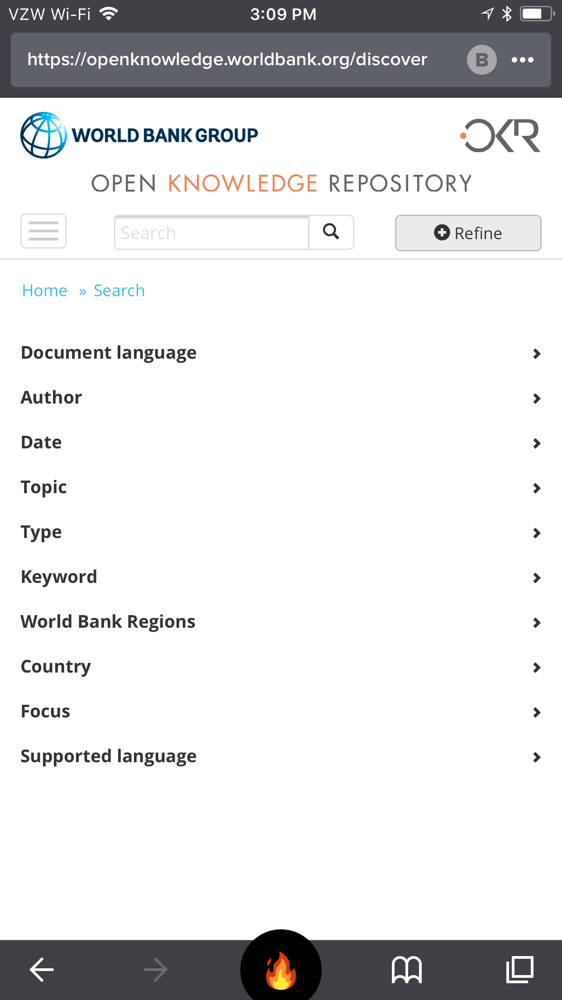 VZW Wi-Fi 3:09 PM
https://openknowledge.worldbank.org/discover B
WORLD BANK GROUP OKR
OPEN KNOWLEDGE REPOSITORY
Search Refine
Home » Search
Document language
Author
Date
Topic
Type
Keyword
World Bank Regions
Country
Focus
Supported language